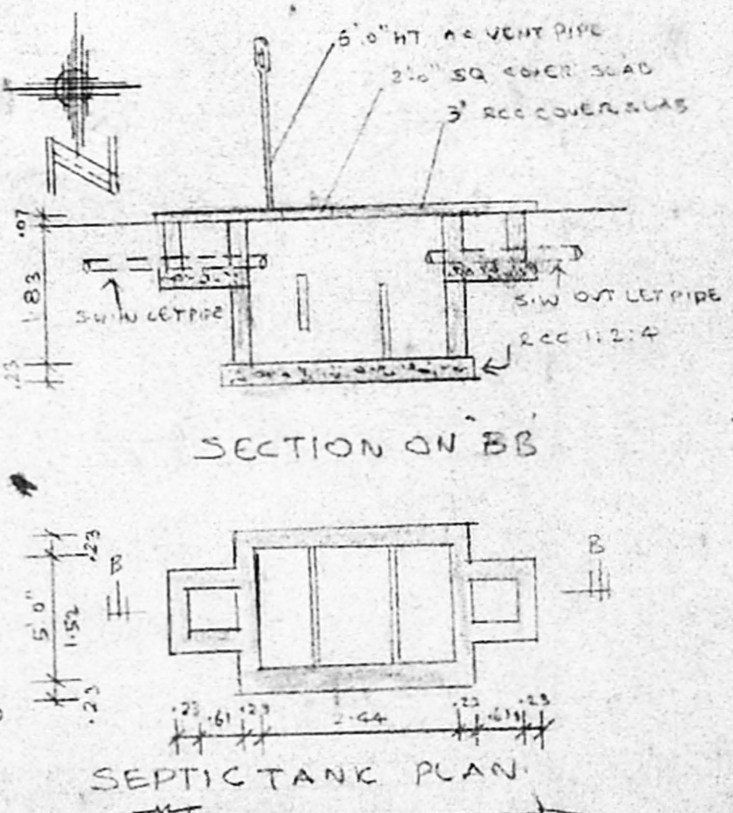 5'0" HT AC VENT PIPE
2'0" SQ COVER SLAB
3" RCC COVER SLAB
.07
1.83
.23
S.W IN LET PIPE
S.W OUT LET PIPE
RCC 1:2:4
SECTION ON "BB"
.23
5'0"
1.52
.23
B
B
.23 .61 .23 2.44 .23 .61 .23
SEPTIC TANK PLAN.